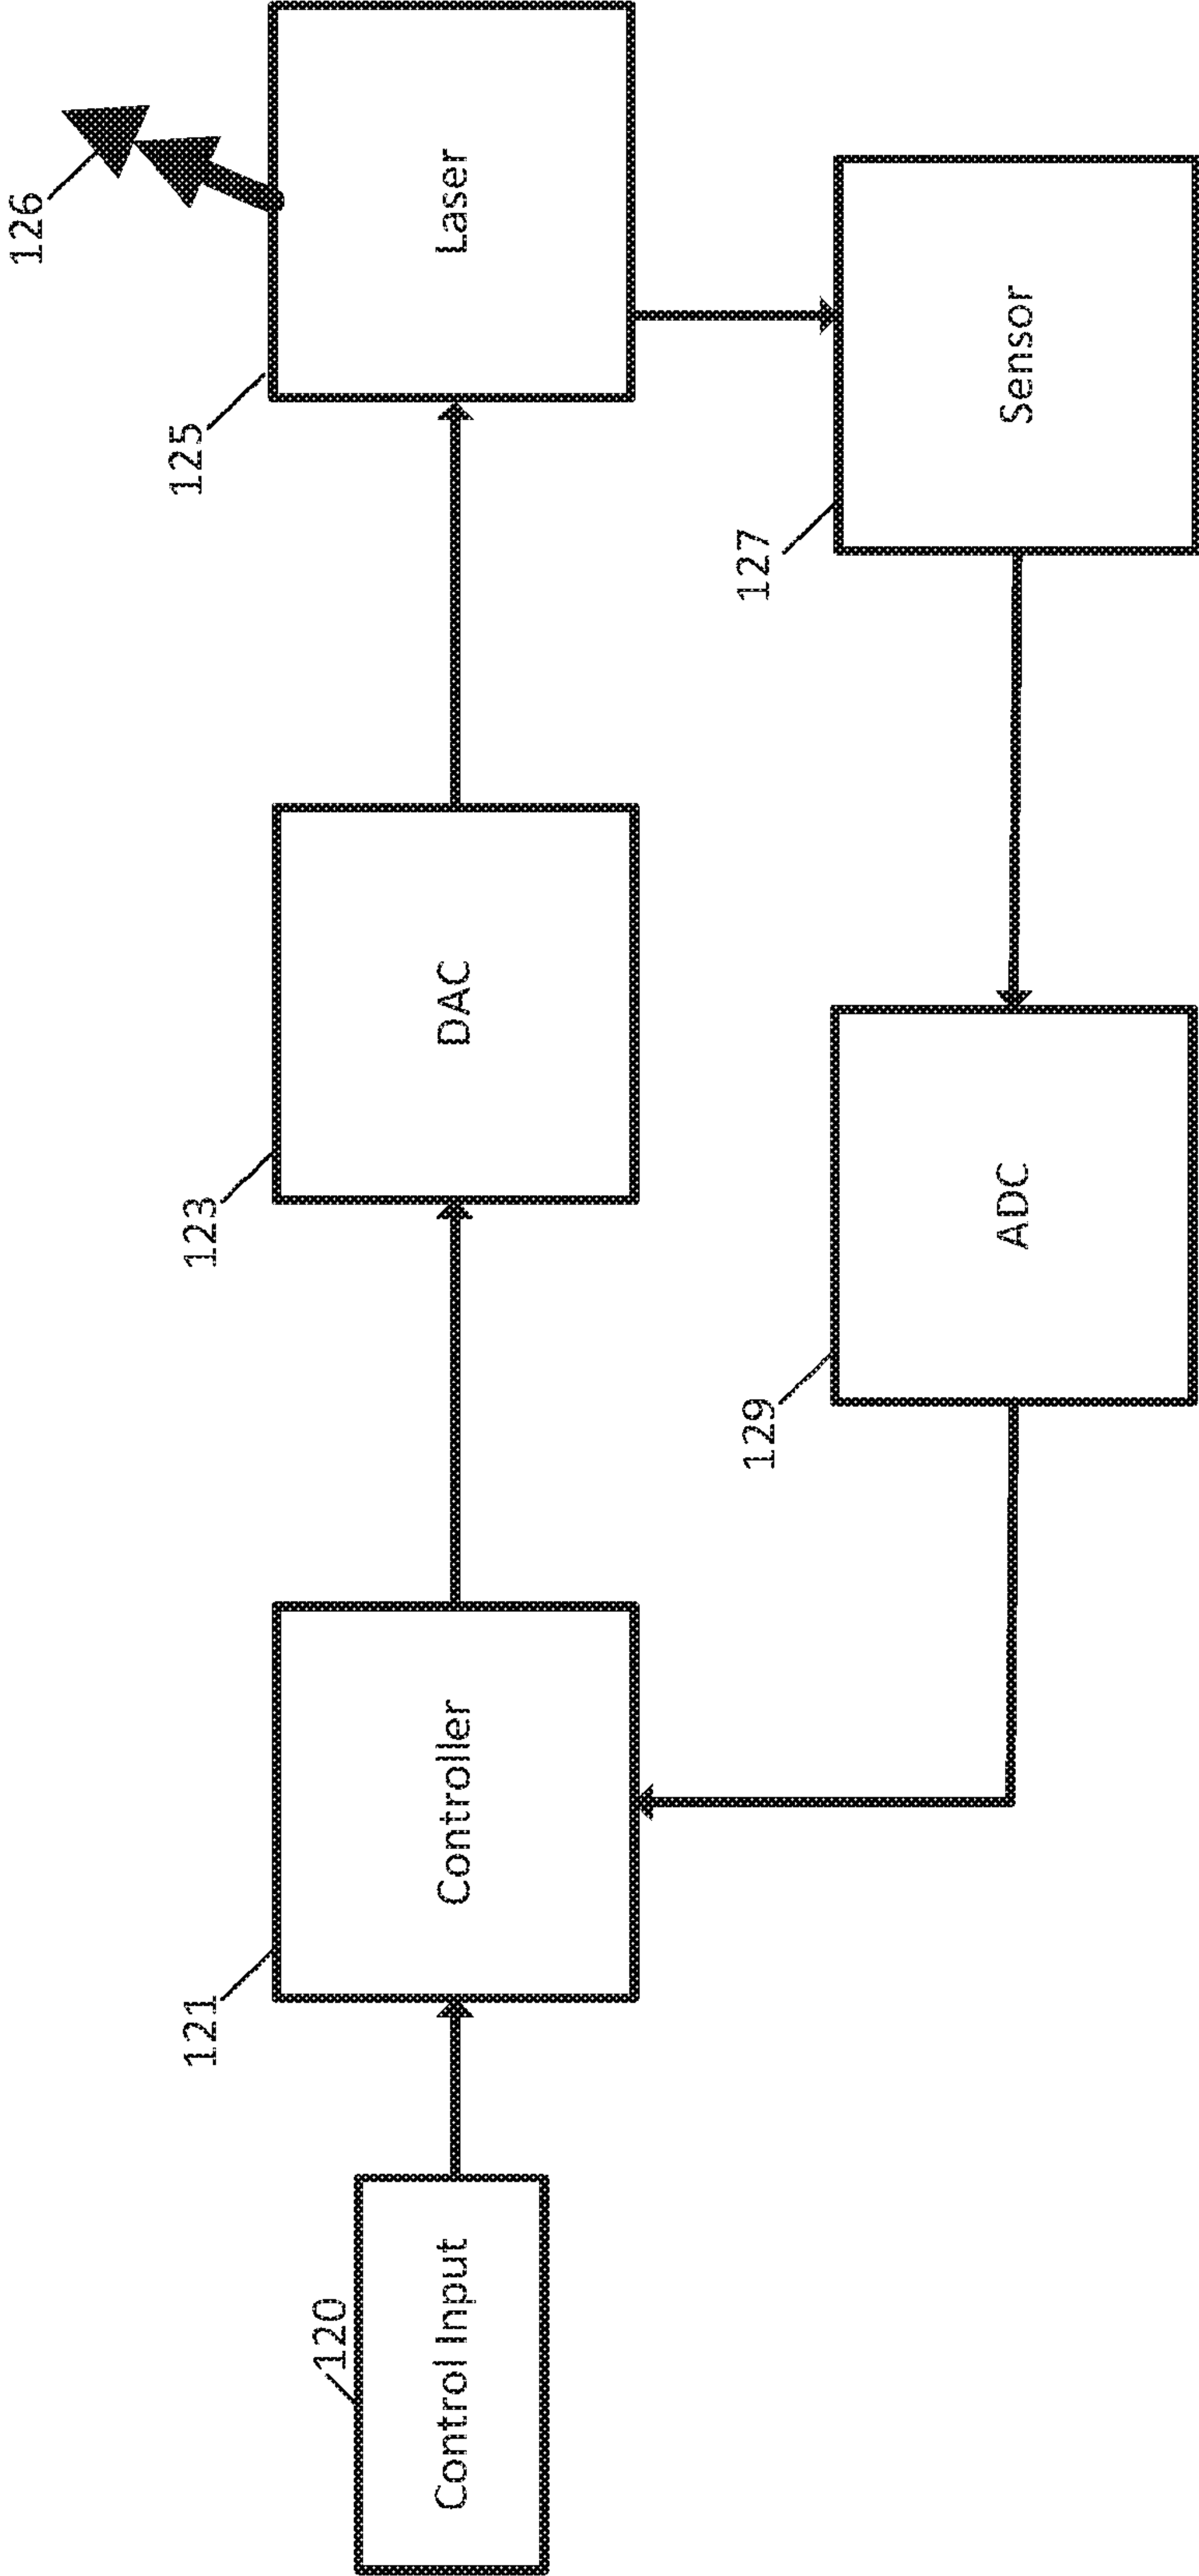 126
125
Laser
127
Sensor
123
DAC
129
ADC
121
Controller
120
Control Input